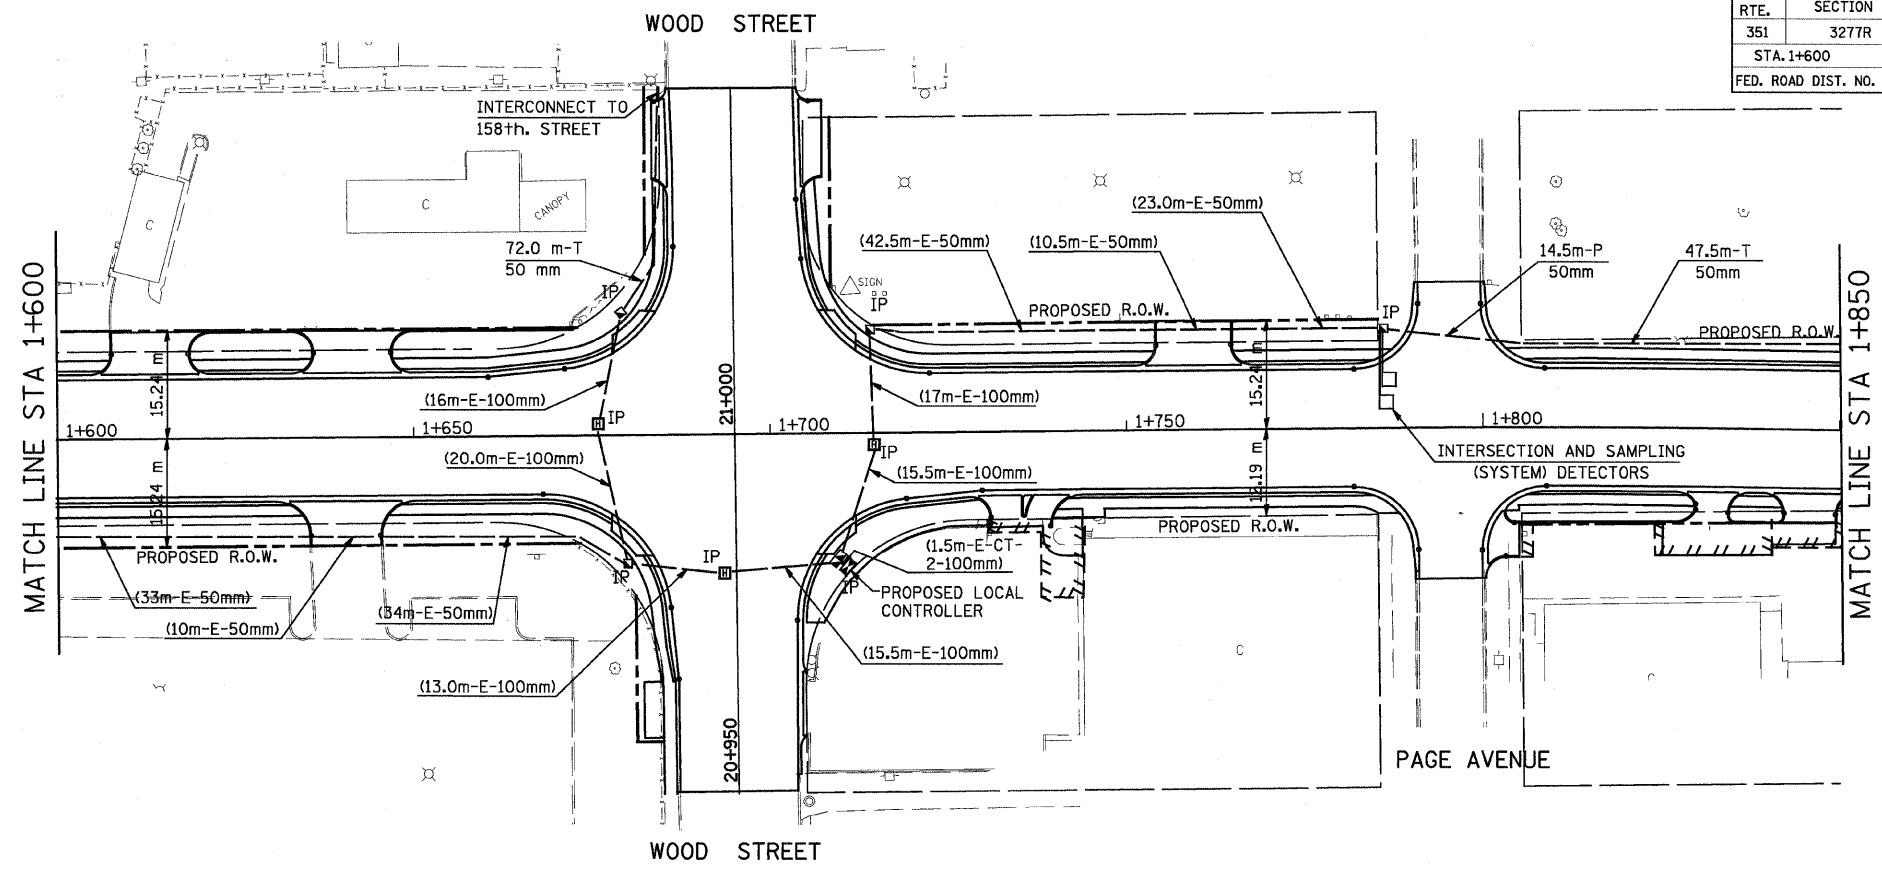 WOOD STREET
RTE. SECTION
351 3277R
STA. 1+600
FED. ROAD DIST. NO.
INTERCONNECT TO
158th. STREET
C
CANOPY
C
72.0 m-T
50 mm
IP
(23.0m-E-50mm)
(42.5m-E-50mm)
(10.5m-E-50mm)
14.5m-P
50mm
47.5m-T
50mm
SIGN
IP
PROPOSED R.O.W.
IP
PROPOSED R.O.W.
MATCH LINE STA 1+600
MATCH LINE STA 1+850
15.24 m
(16m-E-100mm)
21+000
(17m-E-100mm)
15.24 m
IP
1+600
1+650
1+700
1+750
1+800
IP
INTERSECTION AND SAMPLING
(SYSTEM) DETECTORS
(20.0m-E-100mm)
(15.5m-E-100mm)
15.24 m
12.19 m
PROPOSED R.O.W.
PROPOSED R.O.W.
IP
IP
(1.5m-E-CT-
2-100mm)
IP
PROPOSED LOCAL
CONTROLLER
(33m-E-50mm)
(34m-E-50mm)
(10m-E-50mm)
(15.5m-E-100mm)
C
(13.0m-E-100mm)
20+950
PAGE AVENUE
WOOD STREET